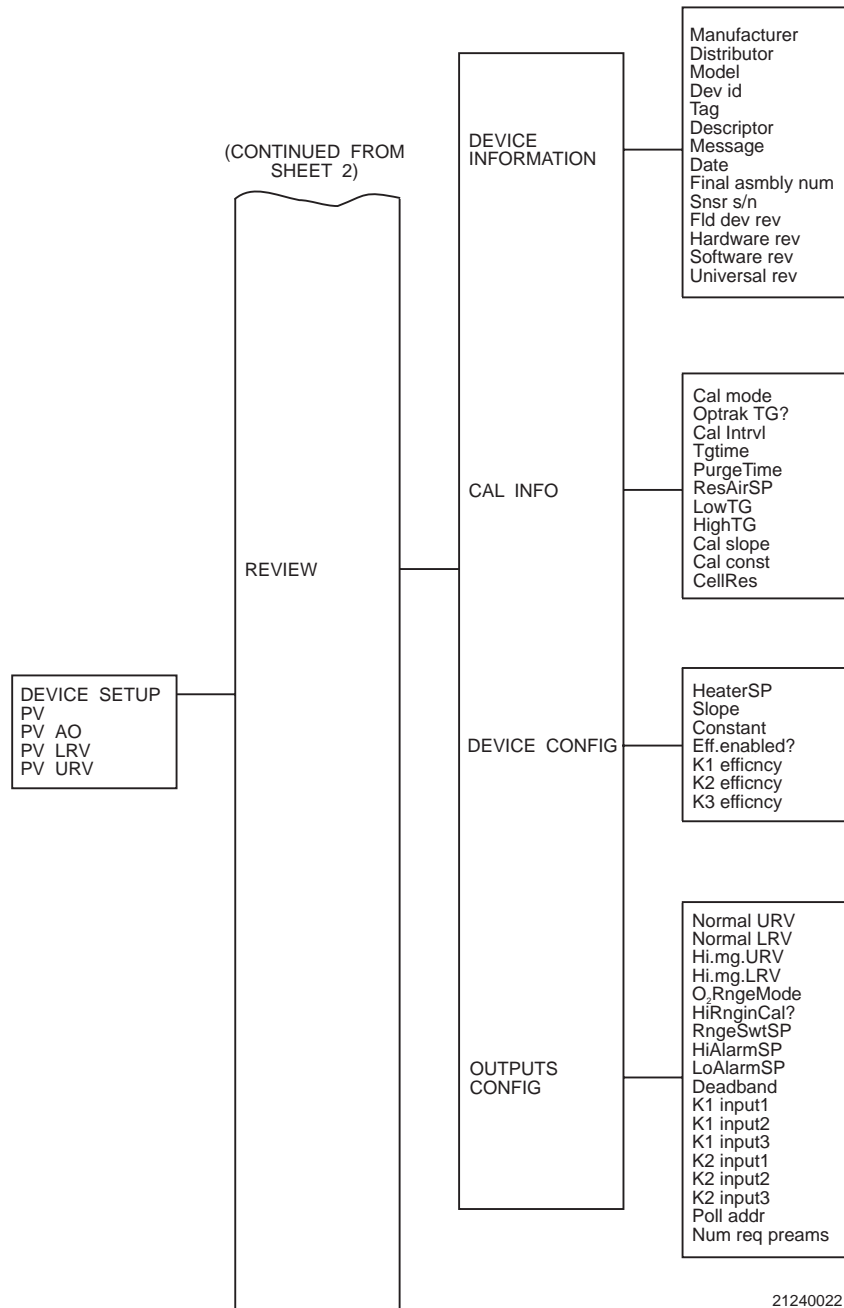 (CONTINUED FROM
SHEET 2)
DEVICE SETUP
PV
PV AO
PV LRV
PV URV
REVIEW
DEVICE
INFORMATION
Manufacturer
Distributor
Model
Dev id
Tag
Descriptor
Message
Date
Final asmbly num
Snsr s/n
Fld dev rev
Hardware rev
Software rev
Universal rev
CAL INFO
Cal mode
Optrak TG?
Cal Intrvl
Tgtime
PurgeTime
ResAirSP
LowTG
HighTG
Cal slope
Cal const
CellRes
DEVICE CONFIG
HeaterSP
Slope
Constant
Eff.enabled?
K1 efficncy
K2 efficncy
K3 efficncy
OUTPUTS
CONFIG
Normal URV
Normal LRV
Hi.mg.URV
Hi.mg.LRV
O₂RngeMode
HiRnginCal?
RngeSwtSP
HiAlarmSP
LoAlarmSP
Deadband
K1 input1
K1 input2
K1 input3
K2 input1
K2 input2
K2 input3
Poll addr
Num req preams
21240022